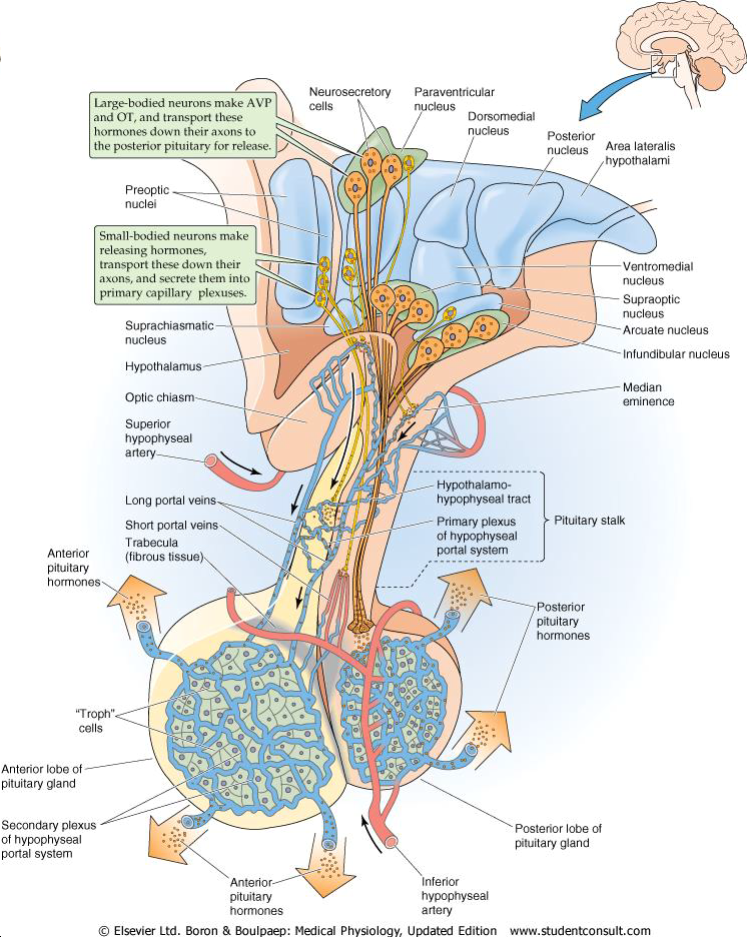 Large-bodied neurons make AVP
and OT, and transport these
hormones down their axons to
the posterior pituitary for release.
Neurosecretory
cells
Paraventricular
nucleus
Dorsomedial
nucleus
Posterior
nucleus
Area lateralis
hypothalami
Preoptic
nuclei
Small-bodied neurons make
releasing hormones,
transport these down their
axons, and secrete them into
primary capillary plexuses.
Ventromedial
nucleus
Supraoptic
nucleus
Arcuate nucleus
Infundibular nucleus
Suprachiasmatic
nucleus
Hypothalamus
Optic chiasm
Median
eminence
Superior
hypophyseal
artery
Hypothalamo-
hypophyseal tract
Primary plexus
of hypophyseal
portal system
Pituitary stalk
Long portal veins
Short portal veins
Trabecula
(fibrous tissue)
Anterior
pituitary
hormones
Posterior
pituitary
hormones
“Troph”
cells
Anterior lobe of
pituitary gland
Secondary plexus
of hypophyseal
portal system
Posterior lobe of
pituitary gland
Anterior
pituitary
hormones
Inferior
hypophyseal
artery
© Elsevier Ltd. Boron & Boulpaep: Medical Physiology, Updated Edition www.studentconsult.com